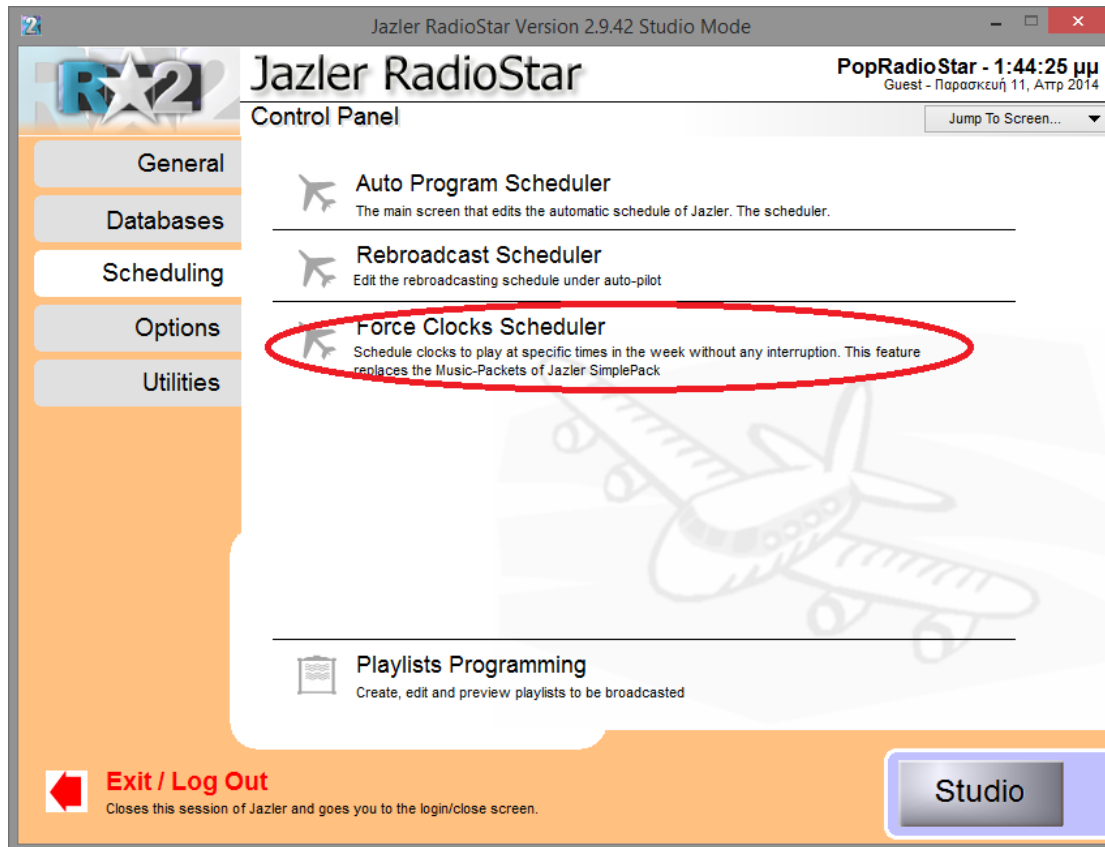 2
Jazler RadioStar Version 2.9.42 Studio Mode
R 2
Jazler RadioStar
PopRadioStar - 1:44:25 μμ
Guest - Παρασκευή 11, Απρ 2014
Control Panel
Jump To Screen...
General
Databases
Scheduling
Options
Utilities
Auto Program Scheduler
The main screen that edits the automatic schedule of Jazler. The scheduler.
Rebroadcast Scheduler
Edit the rebroadcasting schedule under auto-pilot
Force Clocks Scheduler
Schedule clocks to play at specific times in the week without any interruption. This feature
replaces the Music-Packets of Jazler SimplePack
Playlists Programming
Create, edit and preview playlists to be broadcasted
Exit / Log Out
Closes this session of Jazler and goes you to the login/close screen.
Studio